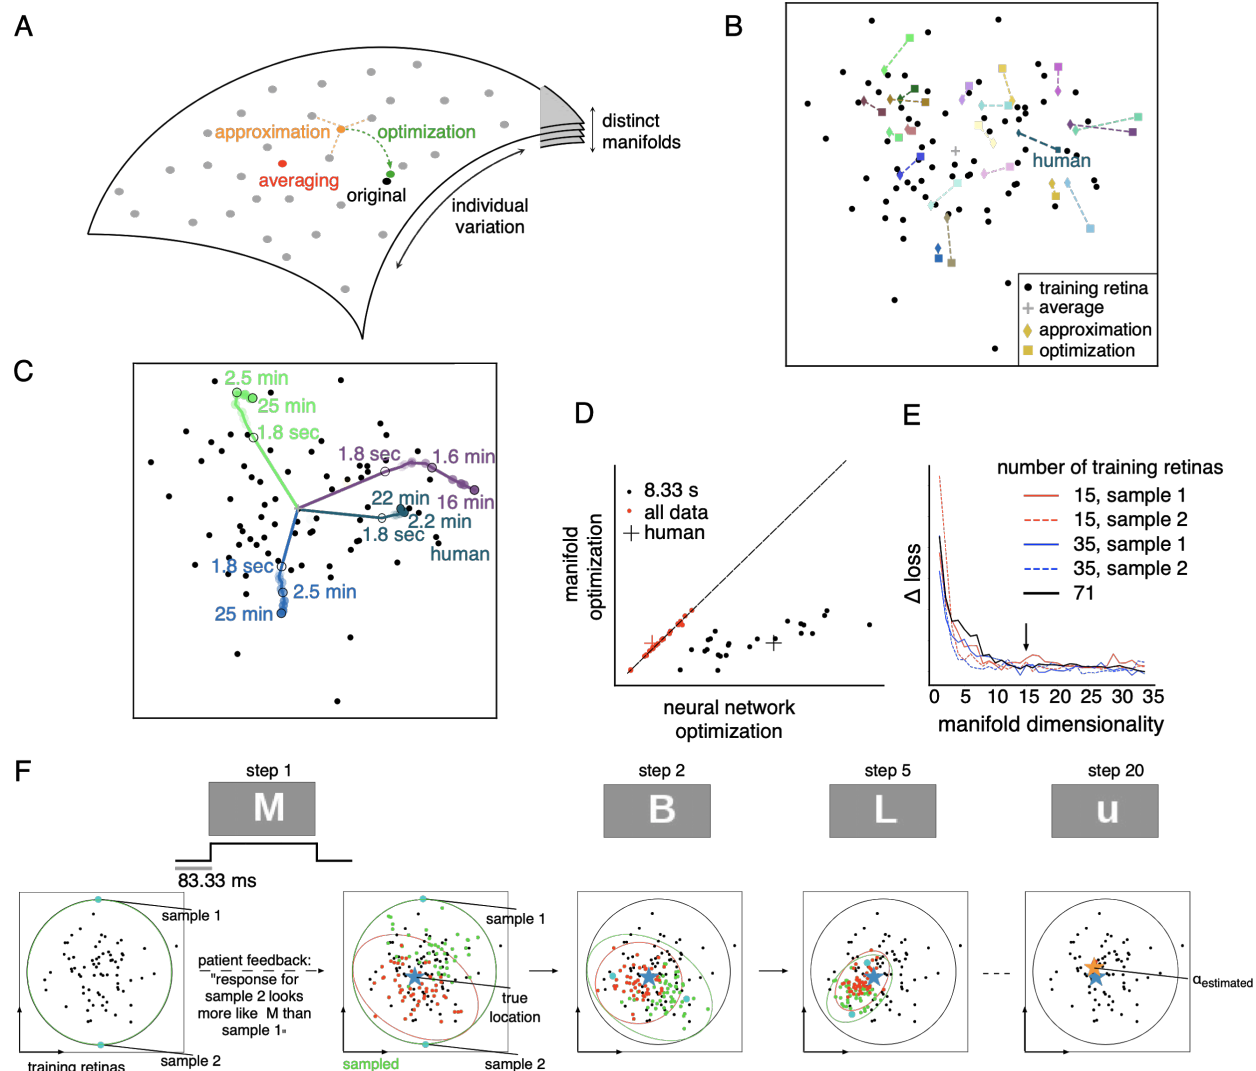 A
approximation
optimization
averaging
original
individual
variation
distinct
manifolds
B
human
training retina
average
approximation
optimization
C
2.5 min
25 min
1.8 sec
1.8 sec
1.6 min
16 min
22 min
2.2 min
1.8 sec
human
1.8 sec
2.5 min
25 min
D
manifold
optimization
8.33 s
all data
human
neural network
optimization
E
Δ loss
number of training retinas
15, sample 1
15, sample 2
35, sample 1
35, sample 2
71
0 5 10 15 20 25 30 35
manifold dimensionality
F
step 1
M
83.33 ms
step 2
B
step 5
L
step 20
u
sample 1
sample 2
training retinas
patient feedback:
"response for
sample 2 looks
more like M than
sample 1"
sample 1
true
location
sample 2
sampled
αestimated